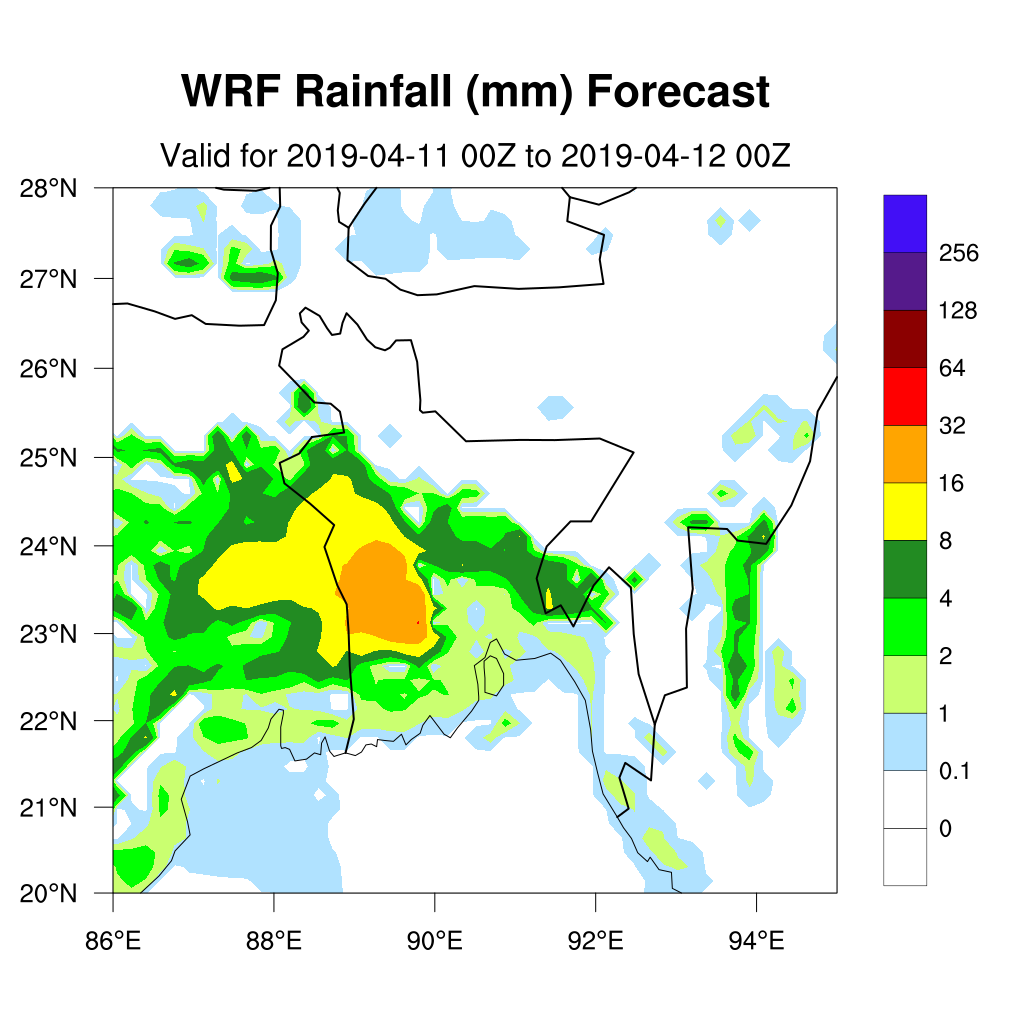 WRF Rainfall (mm) Forecast
Valid for 2019-04-11 00Z to 2019-04-12 00Z
28°N
27°N
26°N
25°N
24°N
23°N
22°N
21°N
20°N
86°E 88°E 90°E 92°E 94°E
256
128
64
32
16
8
4
2
1
0.1
0